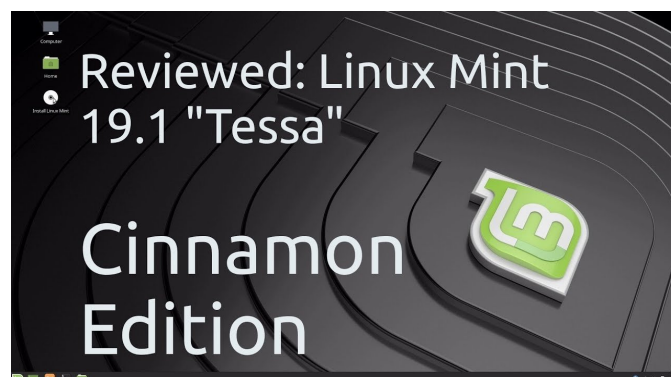 Computer
Home
Install Linux Mint
Reviewed: Linux Mint
19.1 "Tessa"
Cinnamon
Edition